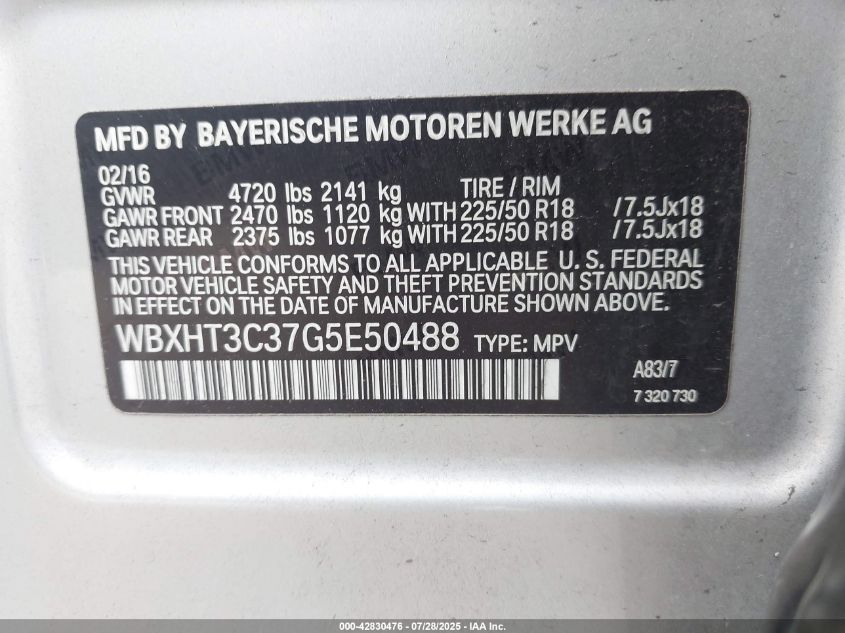 MFD BY BAYERISCHE MOTOREN WERKE AG
02/16
GVWR 4720 lbs 2141 kg TIRE / RIM
GAWR FRONT 2470 lbs 1120 kg WITH 225/50 R18 /7.5Jx18
GAWR REAR 2375 lbs 1077 kg WITH 225/50 R18 /7.5Jx18
THIS VEHICLE CONFORMS TO ALL APPLICABLE U. S. FEDERAL
MOTOR VEHICLE SAFETY AND THEFT PREVENTION STANDARDS
IN EFFECT ON THE DATE OF MANUFACTURE SHOWN ABOVE.
WBXHT3C37G5E50488 TYPE: MPV
A83/7
7 320 730
000-42830476 - 07/28/2025 - IAA Inc.